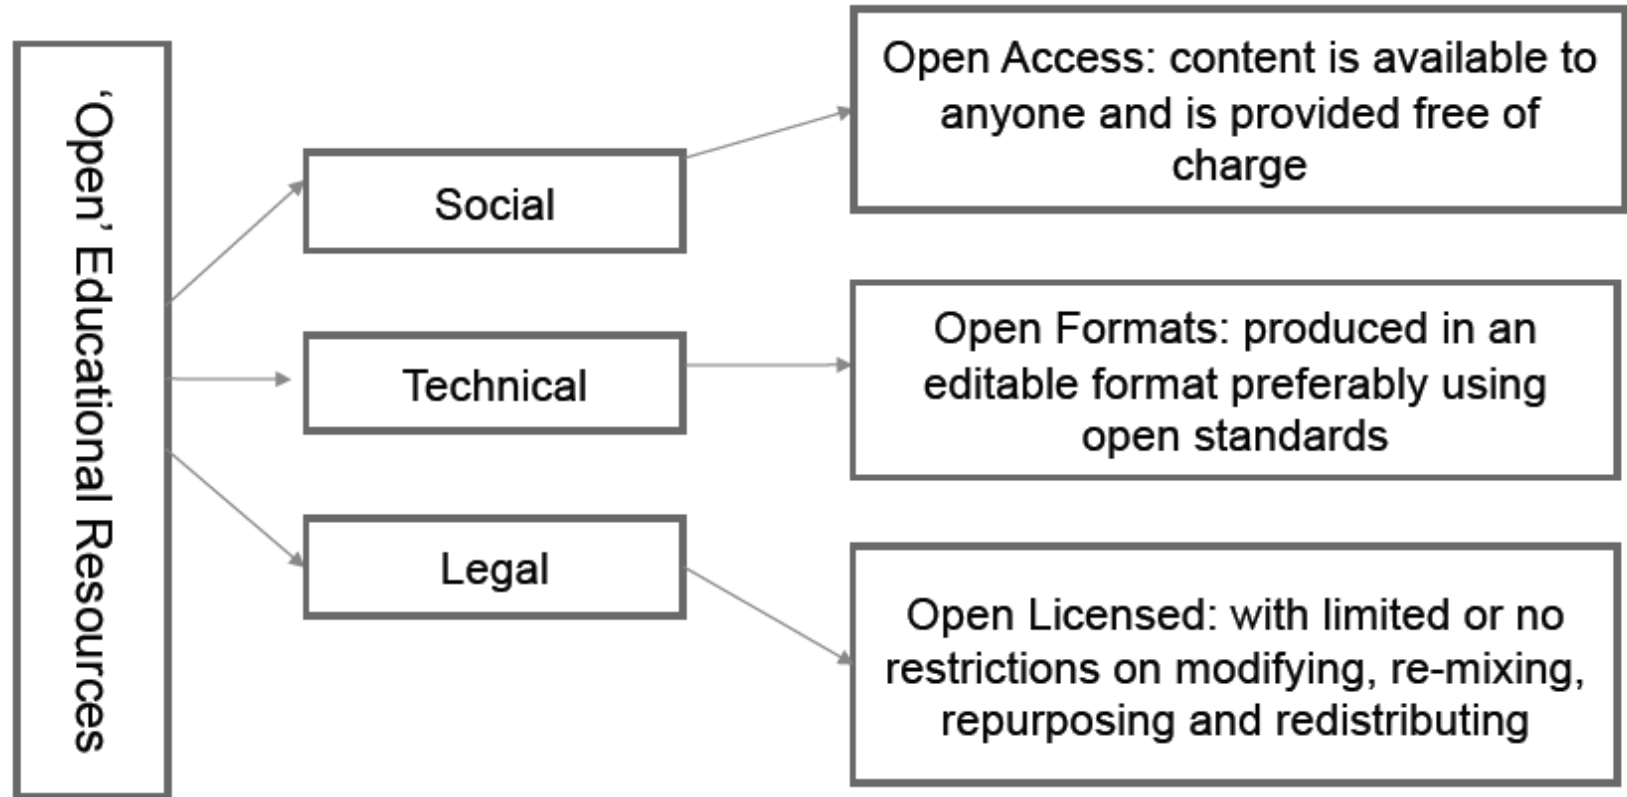 ‘Open’ Educational Resources
Social
Open Access: content is available to
anyone and is provided free of
charge
Technical
Open Formats: produced in an
editable format preferably using
open standards
Legal
Open Licensed: with limited or no
restrictions on modifying, re-mixing,
repurposing and redistributing